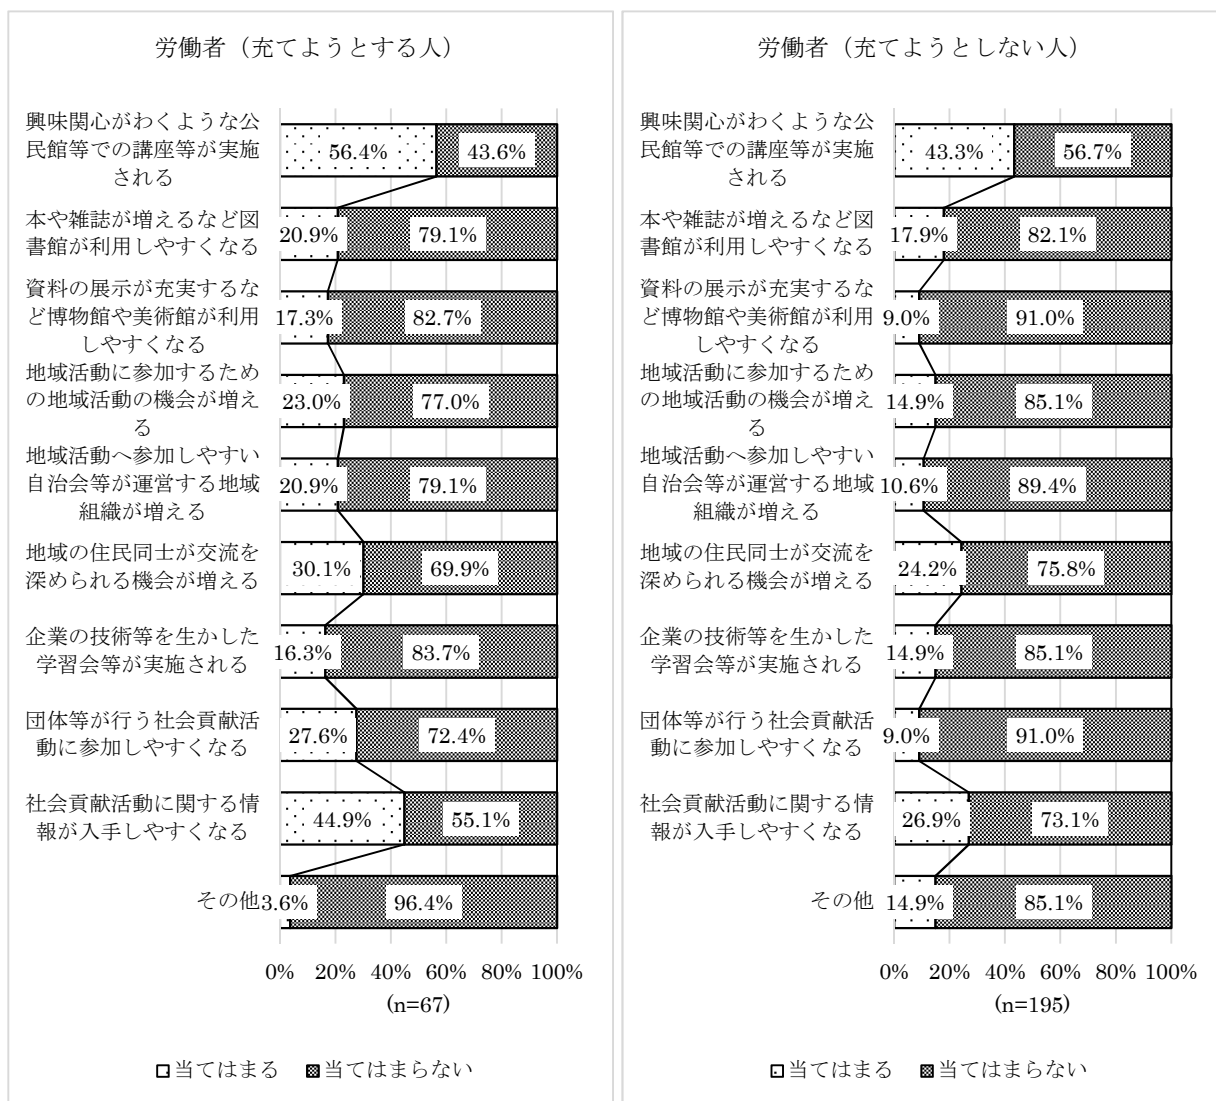 労働者（充てようとする人）
興味関心がわくような公
民館等での講座等が実施
される
56.4%
43.6%
本や雑誌が増えるなど図
書館が利用しやすくなる
20.9%
79.1%
資料の展示が充実するな
ど博物館や美術館が利用
しやすくなる
17.3%
82.7%
地域活動に参加するため
の地域活動の機会が増え
る
23.0%
77.0%
地域活動へ参加しやすい
自治会等が運営する地域
組織が増える
20.9%
79.1%
地域の住民同士が交流を
深められる機会が増える
30.1%
69.9%
企業の技術等を生かした
学習会等が実施される
16.3%
83.7%
団体等が行う社会貢献活
動に参加しやすくなる
27.6%
72.4%
社会貢献活動に関する情
報が入手しやすくなる
44.9%
55.1%
その他
3.6%
96.4%
0% 20% 40% 60% 80% 100%
(n=67)
当てはまる 当てはまらない
労働者（充てようとしない人）
興味関心がわくような公
民館等での講座等が実施
される
43.3%
56.7%
本や雑誌が増えるなど図
書館が利用しやすくなる
17.9%
82.1%
資料の展示が充実するな
ど博物館や美術館が利用
しやすくなる
9.0%
91.0%
地域活動に参加するため
の地域活動の機会が増え
る
14.9%
85.1%
地域活動へ参加しやすい
自治会等が運営する地域
組織が増える
10.6%
89.4%
地域の住民同士が交流を
深められる機会が増える
24.2%
75.8%
企業の技術等を生かした
学習会等が実施される
14.9%
85.1%
団体等が行う社会貢献活
動に参加しやすくなる
9.0%
91.0%
社会貢献活動に関する情
報が入手しやすくなる
26.9%
73.1%
その他
14.9%
85.1%
0% 20% 40% 60% 80% 100%
(n=195)
当てはまる 当てはまらない